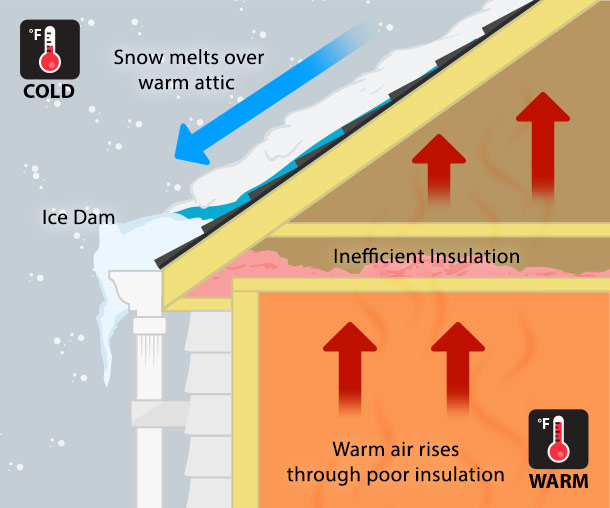 °F
COLD
Snow melts over
warm attic
Ice Dam
Inefficient Insulation
Warm air rises
through poor insulation
°F
WARM